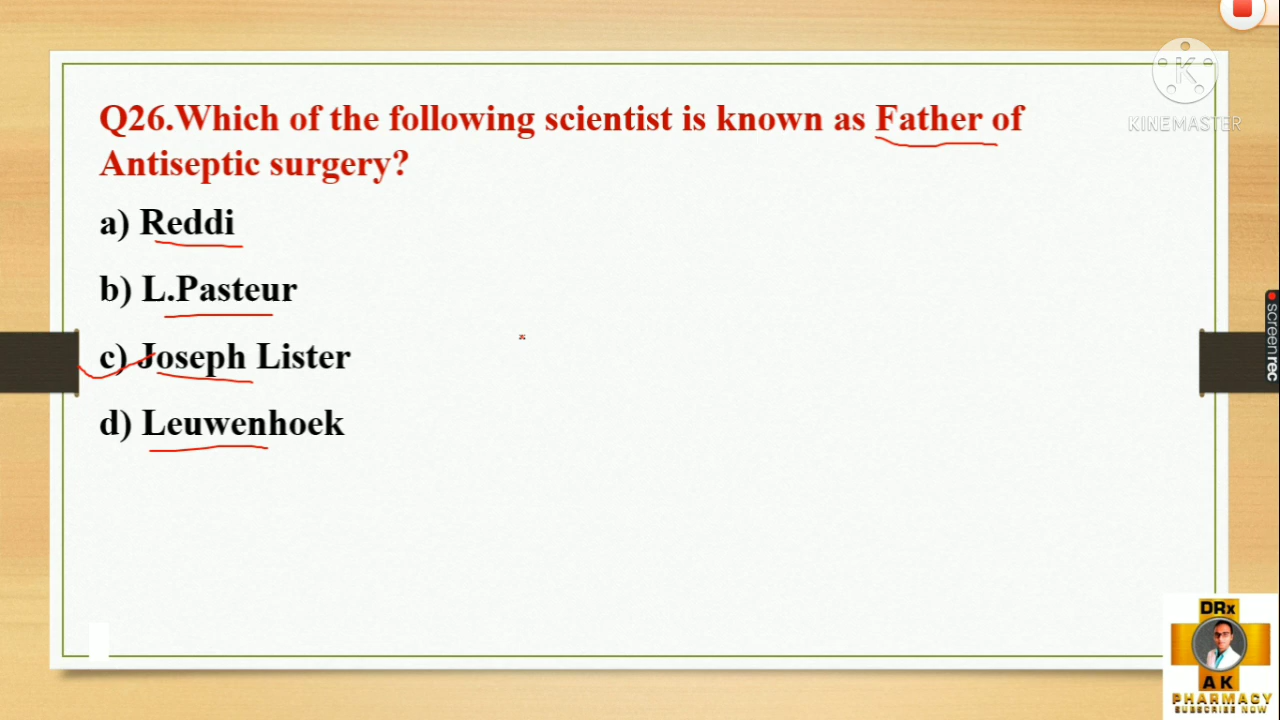 Q26.Which of the following scientist is known as Father of
Antiseptic surgery?
a) Reddi
b) L.Pasteur
c) Joseph Lister
d) Leuwenhoek
K
KINEMASTER
screenrec
DRx
AK
PHARMACY
SUBSCRIBE NOW